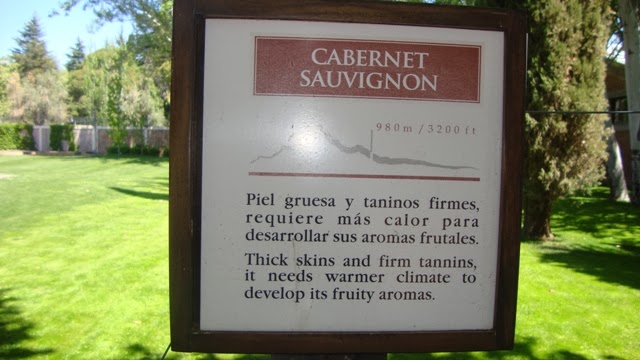 CABERNET
SAUVIGNON
980m / 3200 ft
Piel gruesa y taninos firmes,
requiere más calor para
desarrollar sus aromas frutales.
Thick skins and firm tannins,
it needs warmer climate to
develop its fruity aromas.